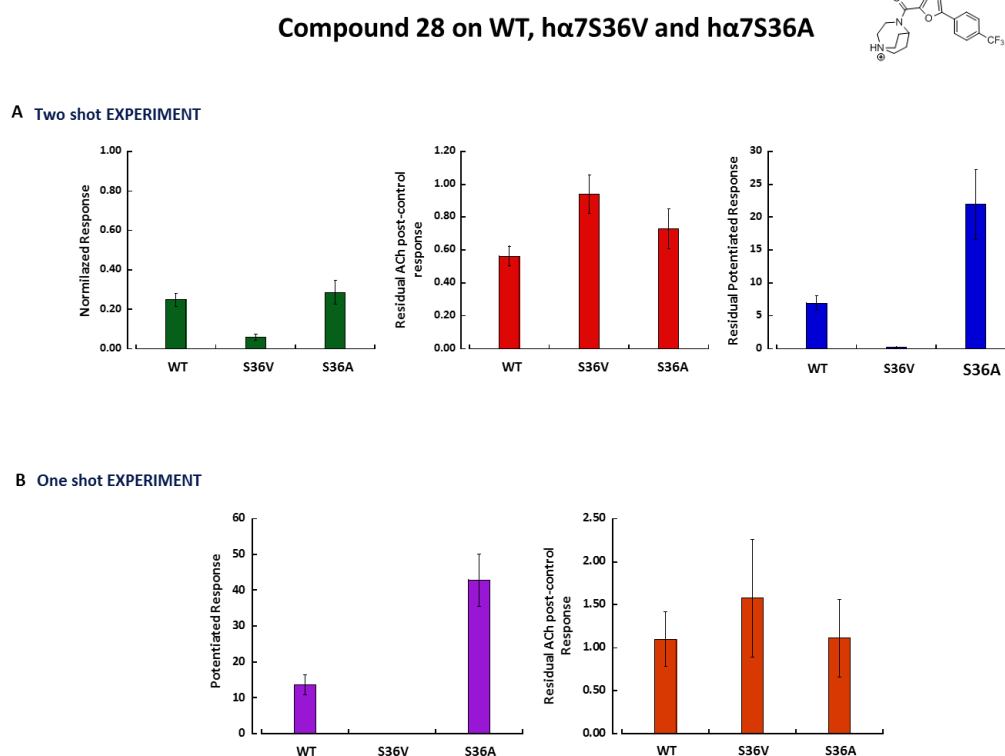 Compound 28 on WT, hα7S36V and hα7S36A
N
O
HN
⊕
CF3
A Two shot EXPERIMENT
Normilazed Response
1.00
0.80
0.60
0.40
0.20
0.00
WT S36V S36A
Residual ACh post-control
response
1.20
1.00
0.80
0.60
0.40
0.20
0.00
WT S36V S36A
Residual Potentiated Response
30
25
20
15
10
5
0
WT S36V S36A
B One shot EXPERIMENT
Potentiated Response
60
50
40
30
20
10
0
WT S36V S36A
Residual ACh post-control
Response
2.50
2.00
1.50
1.00
0.50
0.00
WT S36V S36A